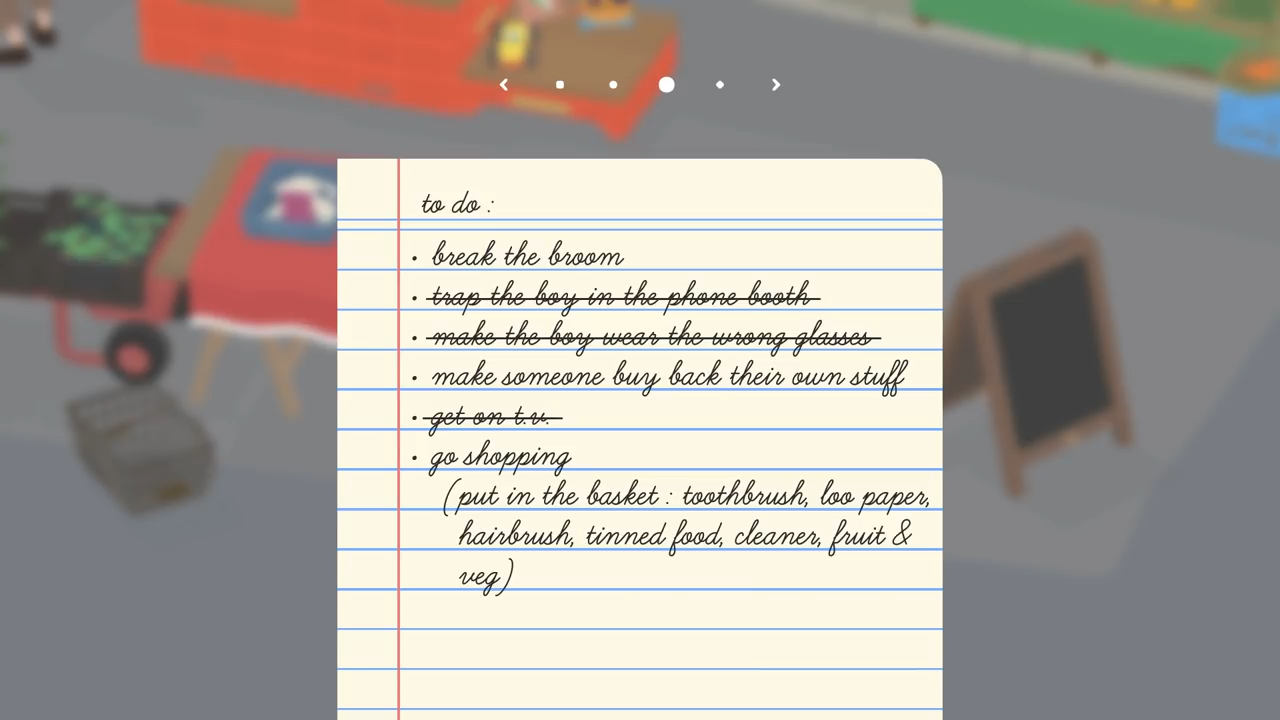 to do :
• break the broom
• trap the boy in the phone booth
• make the boy wear the wrong glasses
• make someone buy back their own stuff
• get on t.v.
• go shopping
(put in the basket : toothbrush, loo paper,
hairbrush, tinned food, cleaner, fruit &
veg)